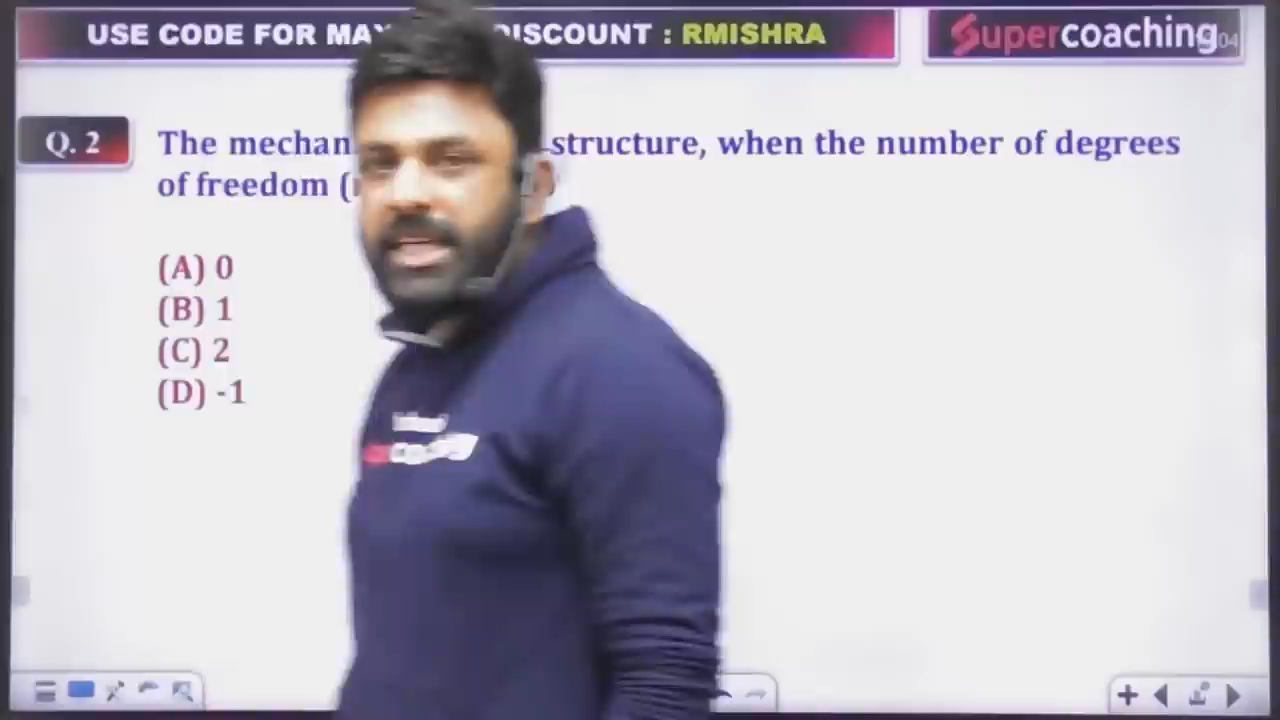 USE CODE FOR MAX DISCOUNT : RMISHRA
Supercoaching
Q. 2
The mechan structure, when the number of degrees
of freedom (
(A) 0
(B) 1
(C) 2
(D) -1